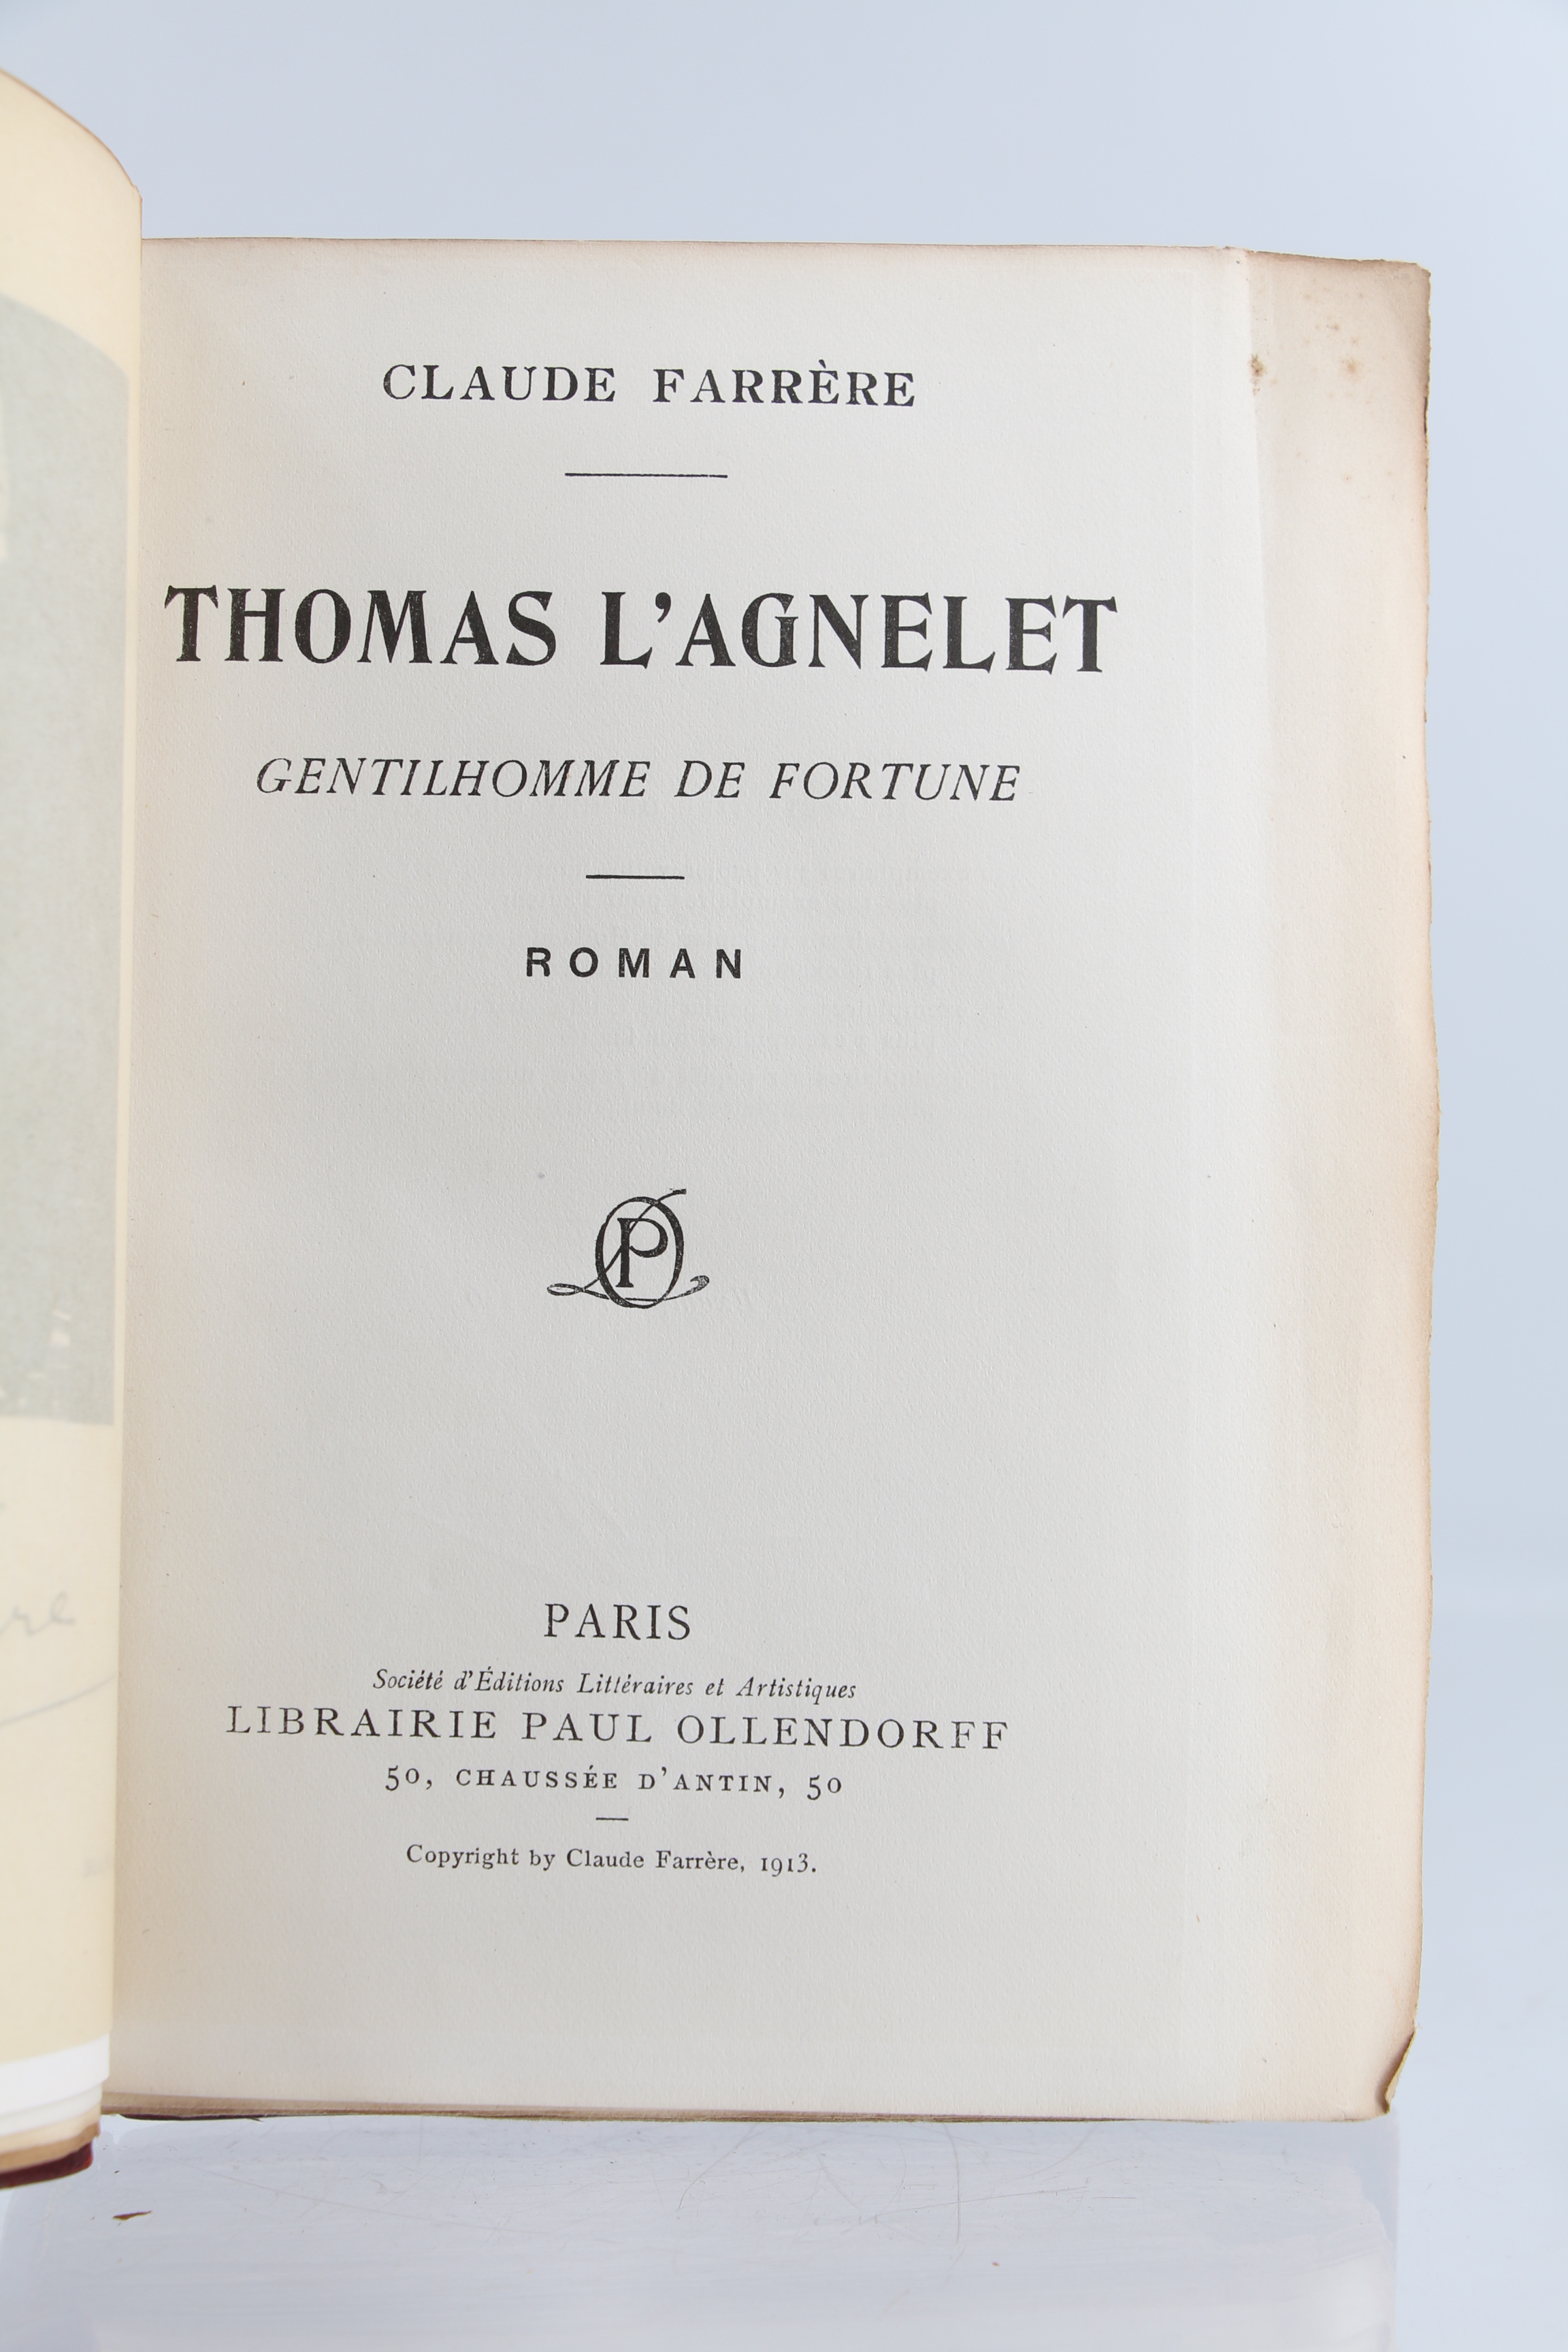 CLAUDE FARRÈRE
THOMAS L'AGNELET
GENTILHOMME DE FORTUNE
ROMAN
PARIS
Société d'Éditions Littéraires et Artistiques
LIBRAIRIE PAUL OLLENDORFF
50, CHAUSSÉE D'ANTIN, 50
Copyright by Claude Farrère, 1913.